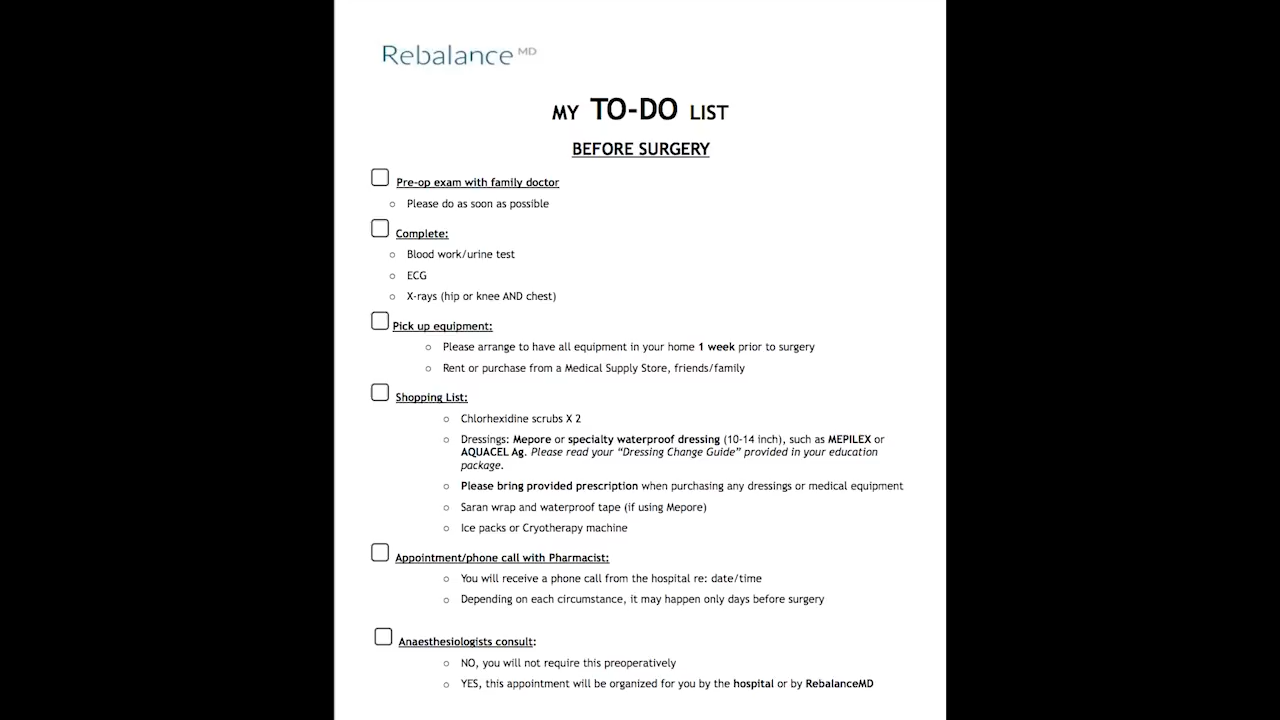 Rebalance MD
MY TO-DO LIST
BEFORE SURGERY
Pre-op exam with family doctor
○ Please do as soon as possible
Complete:
○ Blood work/urine test
○ ECG
○ X-rays (hip or knee AND chest)
Pick up equipment:
○ Please arrange to have all equipment in your home 1 week prior to surgery
○ Rent or purchase from a Medical Supply Store, friends/family
Shopping List:
○ Chlorhexidine scrubs X 2
○ Dressings: Mepore or specialty waterproof dressing (10-14 inch), such as MEPILEX or
AQUACEL Ag. Please read your “Dressing Change Guide” provided in your education
package.
○ Please bring provided prescription when purchasing any dressings or medical equipment
○ Saran wrap and waterproof tape (if using Mepore)
○ Ice packs or Cryotherapy machine
Appointment/phone call with Pharmacist:
○ You will receive a phone call from the hospital re: date/time
○ Depending on each circumstance, it may happen only days before surgery
Anaesthesiologists consult:
○ NO, you will not require this preoperatively
○ YES, this appointment will be organized for you by the hospital or by RebalanceMD